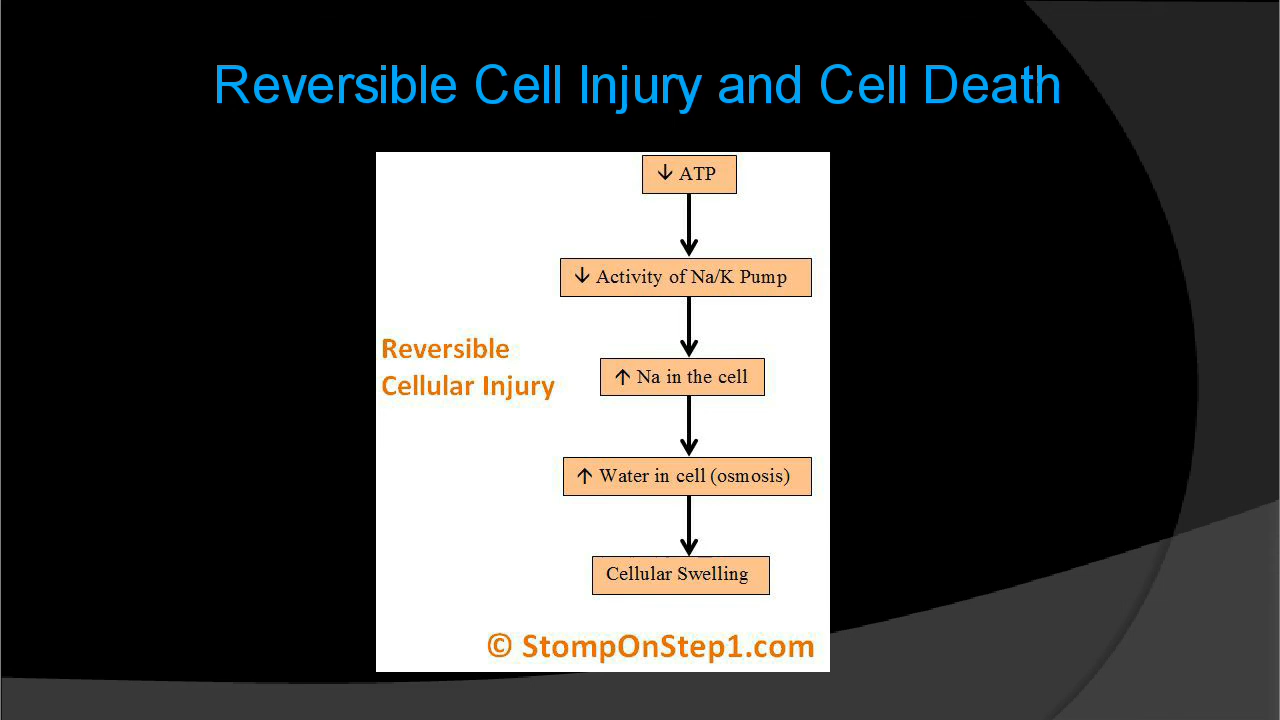 Reversible Cell Injury and Cell Death
↓ ATP
↓ Activity of Na/K Pump
Reversible
Cellular Injury
↑ Na in the cell
↑ Water in cell (osmosis)
Cellular Swelling
© StompOnStep1.com